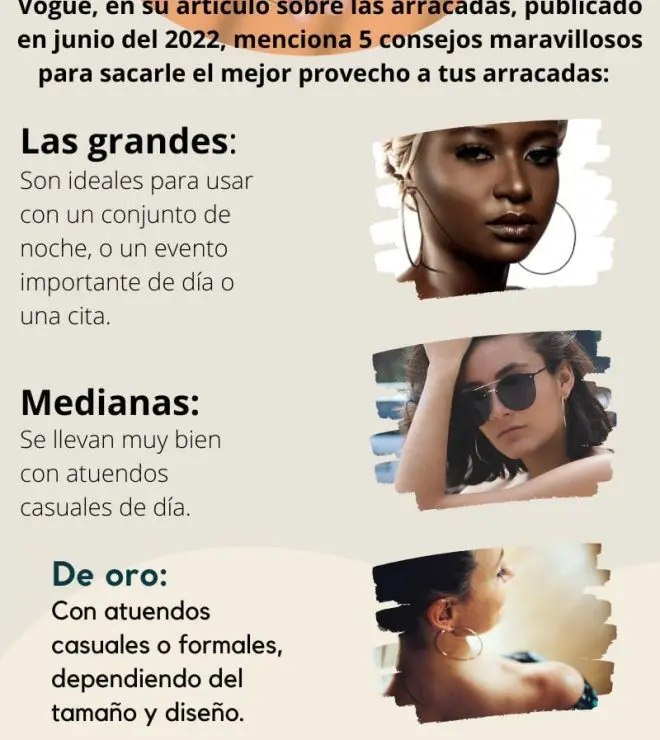 Vogue, en su artículo sobre las arracadas, publicado
en junio del 2022, menciona 5 consejos maravillosos
para sacarle el mejor provecho a tus arracadas:
Las grandes:
Son ideales para usar
con un conjunto de
noche, o un evento
importante de día o
una cita.
Medianas:
Se llevan muy bien
con atuendos
casuales de día.
De oro:
Con atuendos
casuales o formales,
dependiendo del
tamaño y diseño.